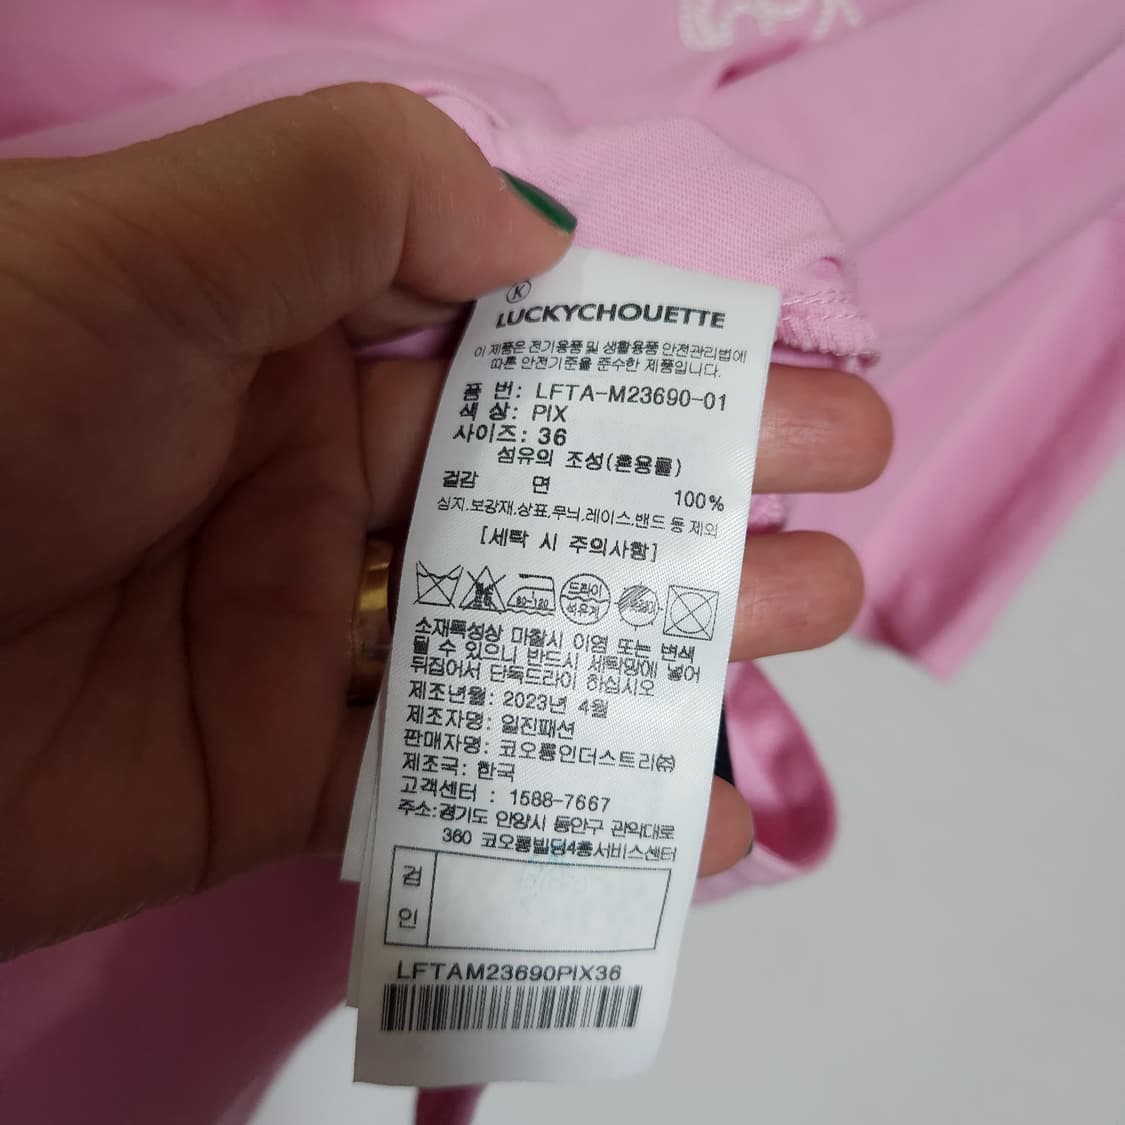 Ⓚ
LUCKYCHOUETTE
이 제품은 전기용품 및 생활용품 안전관리법에
따른 안전기준을 준수한 제품입니다.
품 번: LFTA-M23690-01
색 상: PIX
사이즈: 36
섬유의 조성(혼용률)
겉감 면 100%
심지,보강재,상표,무늬,레이스,밴드 등 제외
[세탁 시 주의사항]
80-120
드라이
석유계
소재특성상 마찰시 이염 또는 변색
될 수 있으니 반드시 세탁망에 넣어
뒤집어서 단독드라이 하십시오
제조년월: 2023년 4월
제조자명: 일진패션
판매자명: 코오롱인더스트리㈜
제조국: 한국
고객센터 : 1588-7667
주소:경기도 안양시 동안구 관악대로
360 코오롱빌딩4층서비스센터
검
인
LFTAM23690PIX36